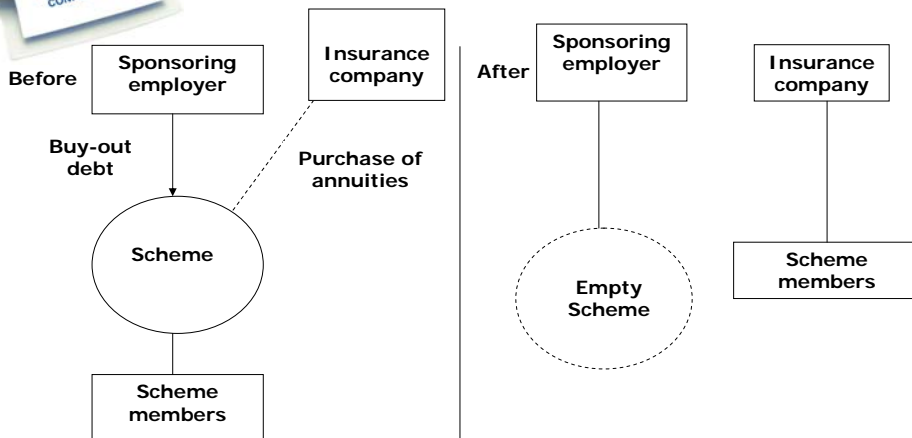 Before
Sponsoring
employer
Insurance
company
Buy-out
debt
Purchase of
annuities
Scheme
Scheme
members
After
Sponsoring
employer
Insurance
company
Empty
Scheme
Scheme
members